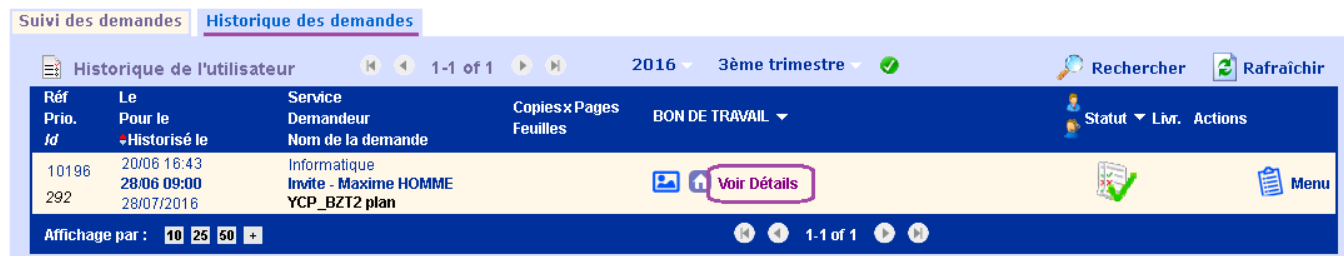 Suivi des demandes Historique des demandes
Historique de l'utilisateur 1-1 of 1 2016 3ème trimestre Rechercher Rafraîchir
Réf Le Service
Prio. Pour le Demandeur Copies x Pages BON DE TRAVAIL Statut Livr. Actions
Id Historisé le Nom de la demande Feuilles
10196 20/06 16:43 Informatique
28/06 09:00 Invite - Maxime HOMME Voir Détails Menu
292 28/07/2016 YCP_BZT2 plan
Affichage par : 10 25 50 + 1-1 of 1